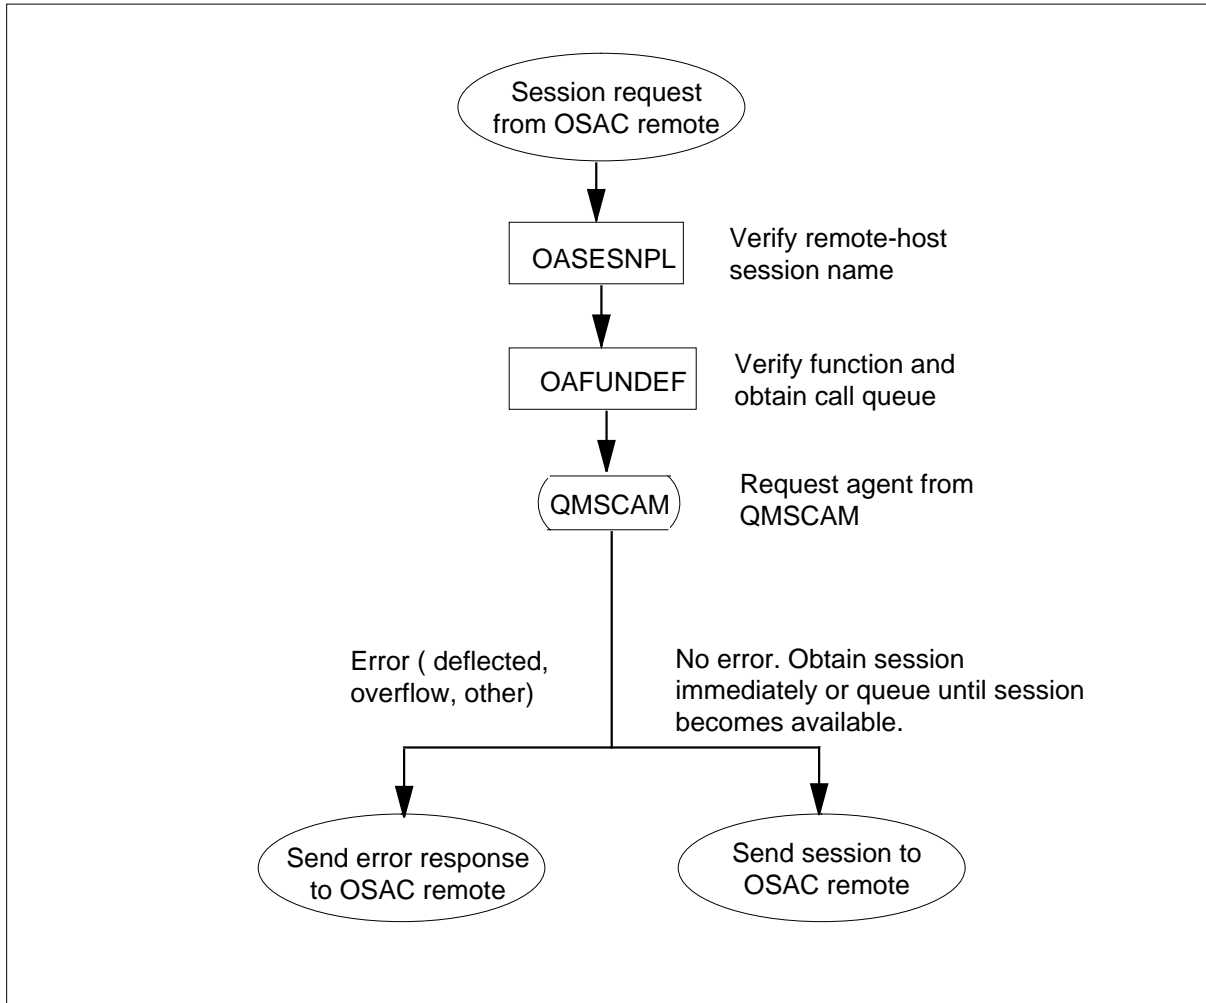 Session request
from OSAC remote
OASESNPL
Verify remote-host
session name
OAFUNDEF
Verify function and
obtain call queue
QMSCAM
Request agent from
QMSCAM
Error ( deflected,
overflow, other)
No error. Obtain session
immediately or queue until session
becomes available.
Send error response
to OSAC remote
Send session to
OSAC remote